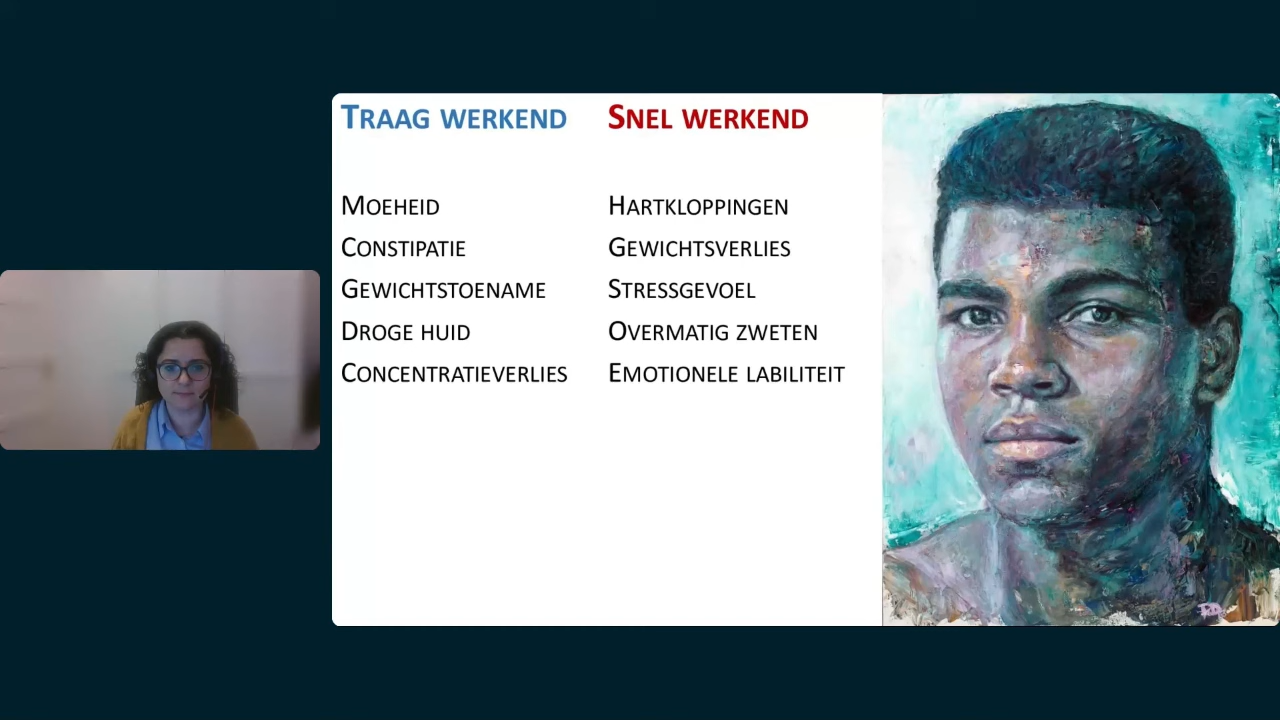 Traag werkend
Snel werkend
Moeheid
Constipatie
Gewichtstoename
Droge huid
Concentratieverlies
Hartkloppingen
Gewichtsverlies
Stressgevoel
Overmatig zweten
Emotionele labiliteit